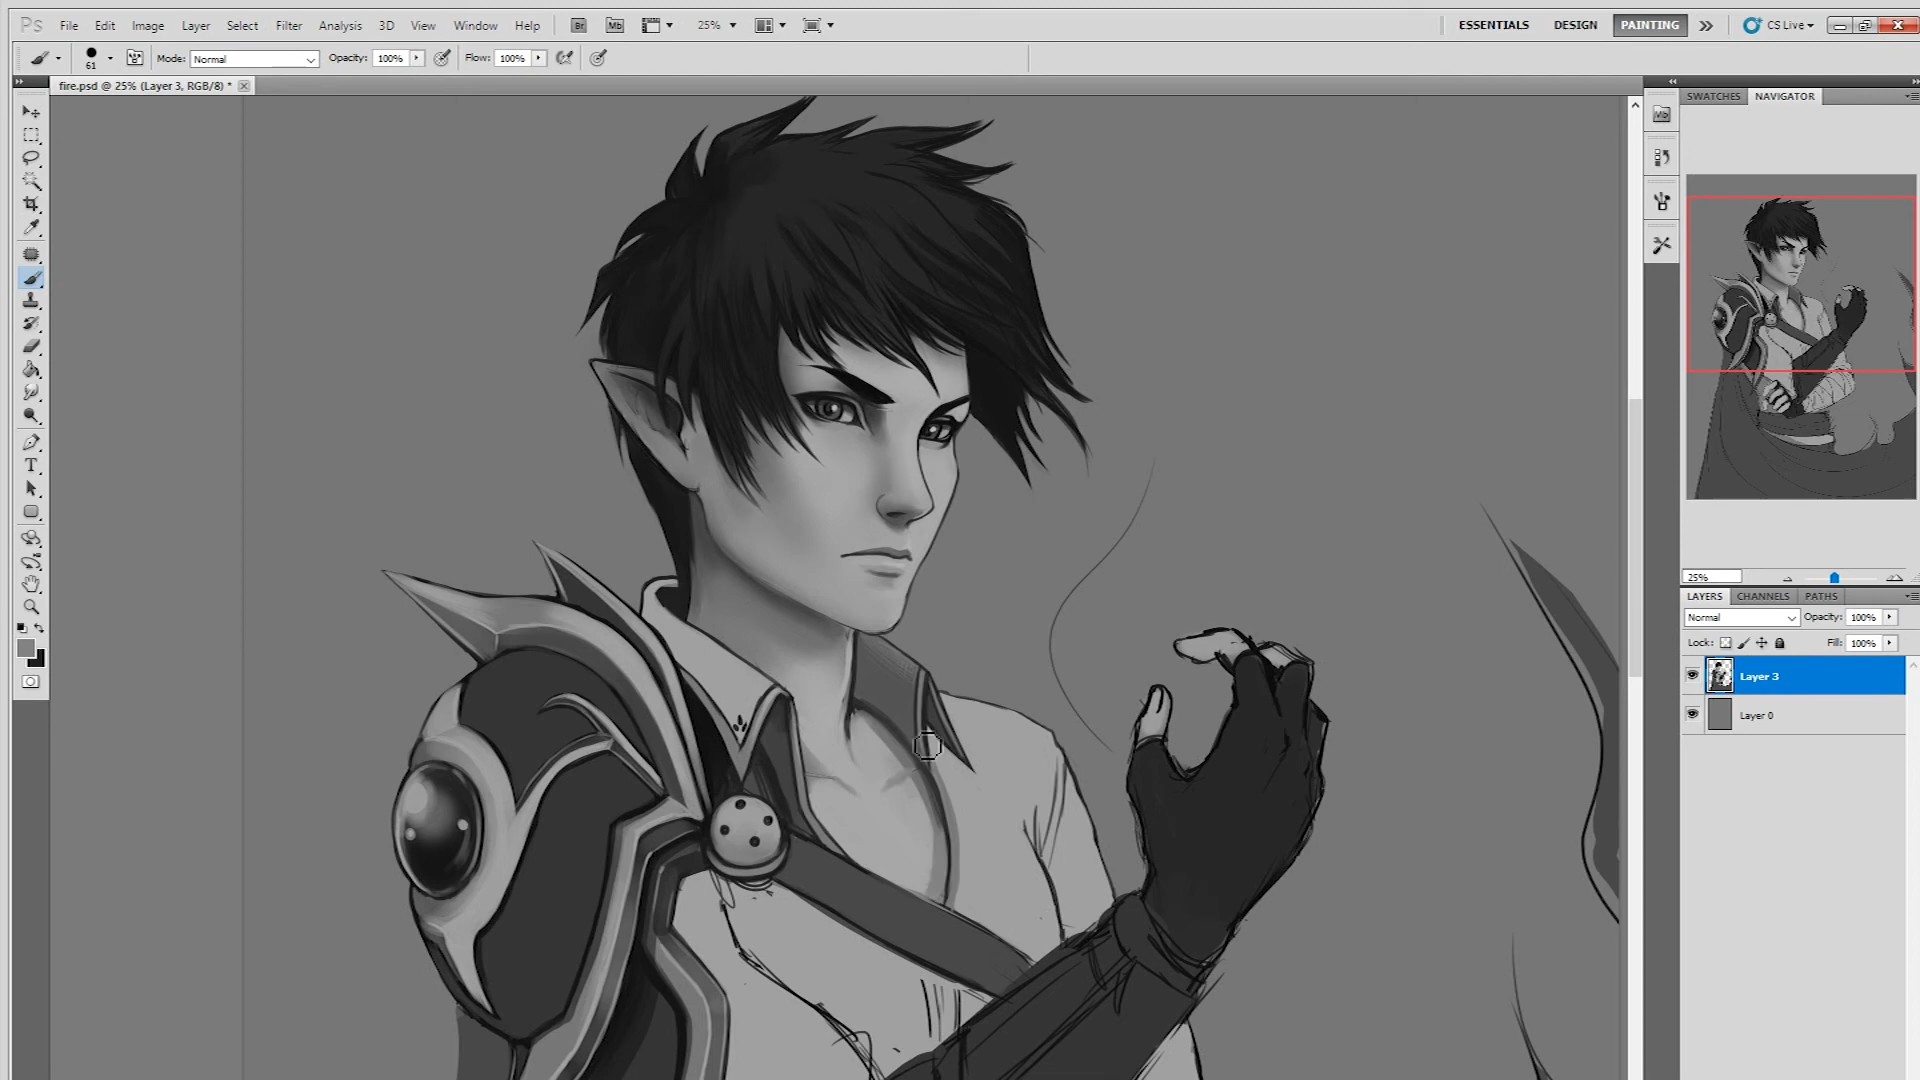 Ps File Edit Image Layer Select Filter Analysis 3D View Window Help Br Mb 25% ESSENTIALS DESIGN PAINTING CS Live
61 Mode: Normal Opacity: 100% Flow: 100%
fire.psd @ 25% (Layer 3, RGB/8) *
SWATCHES NAVIGATOR
Mb
T
25%
LAYERS CHANNELS PATHS
Normal Opacity: 100%
Lock: Fill: 100%
Layer 3
Layer 0